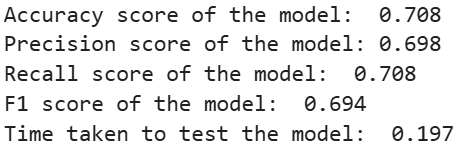 Accuracy score of the model:  0.708
Precision score of the model: 0.698
Recall score of the model:  0.708
F1 score of the model:  0.694
Time taken to test the model:  0.197